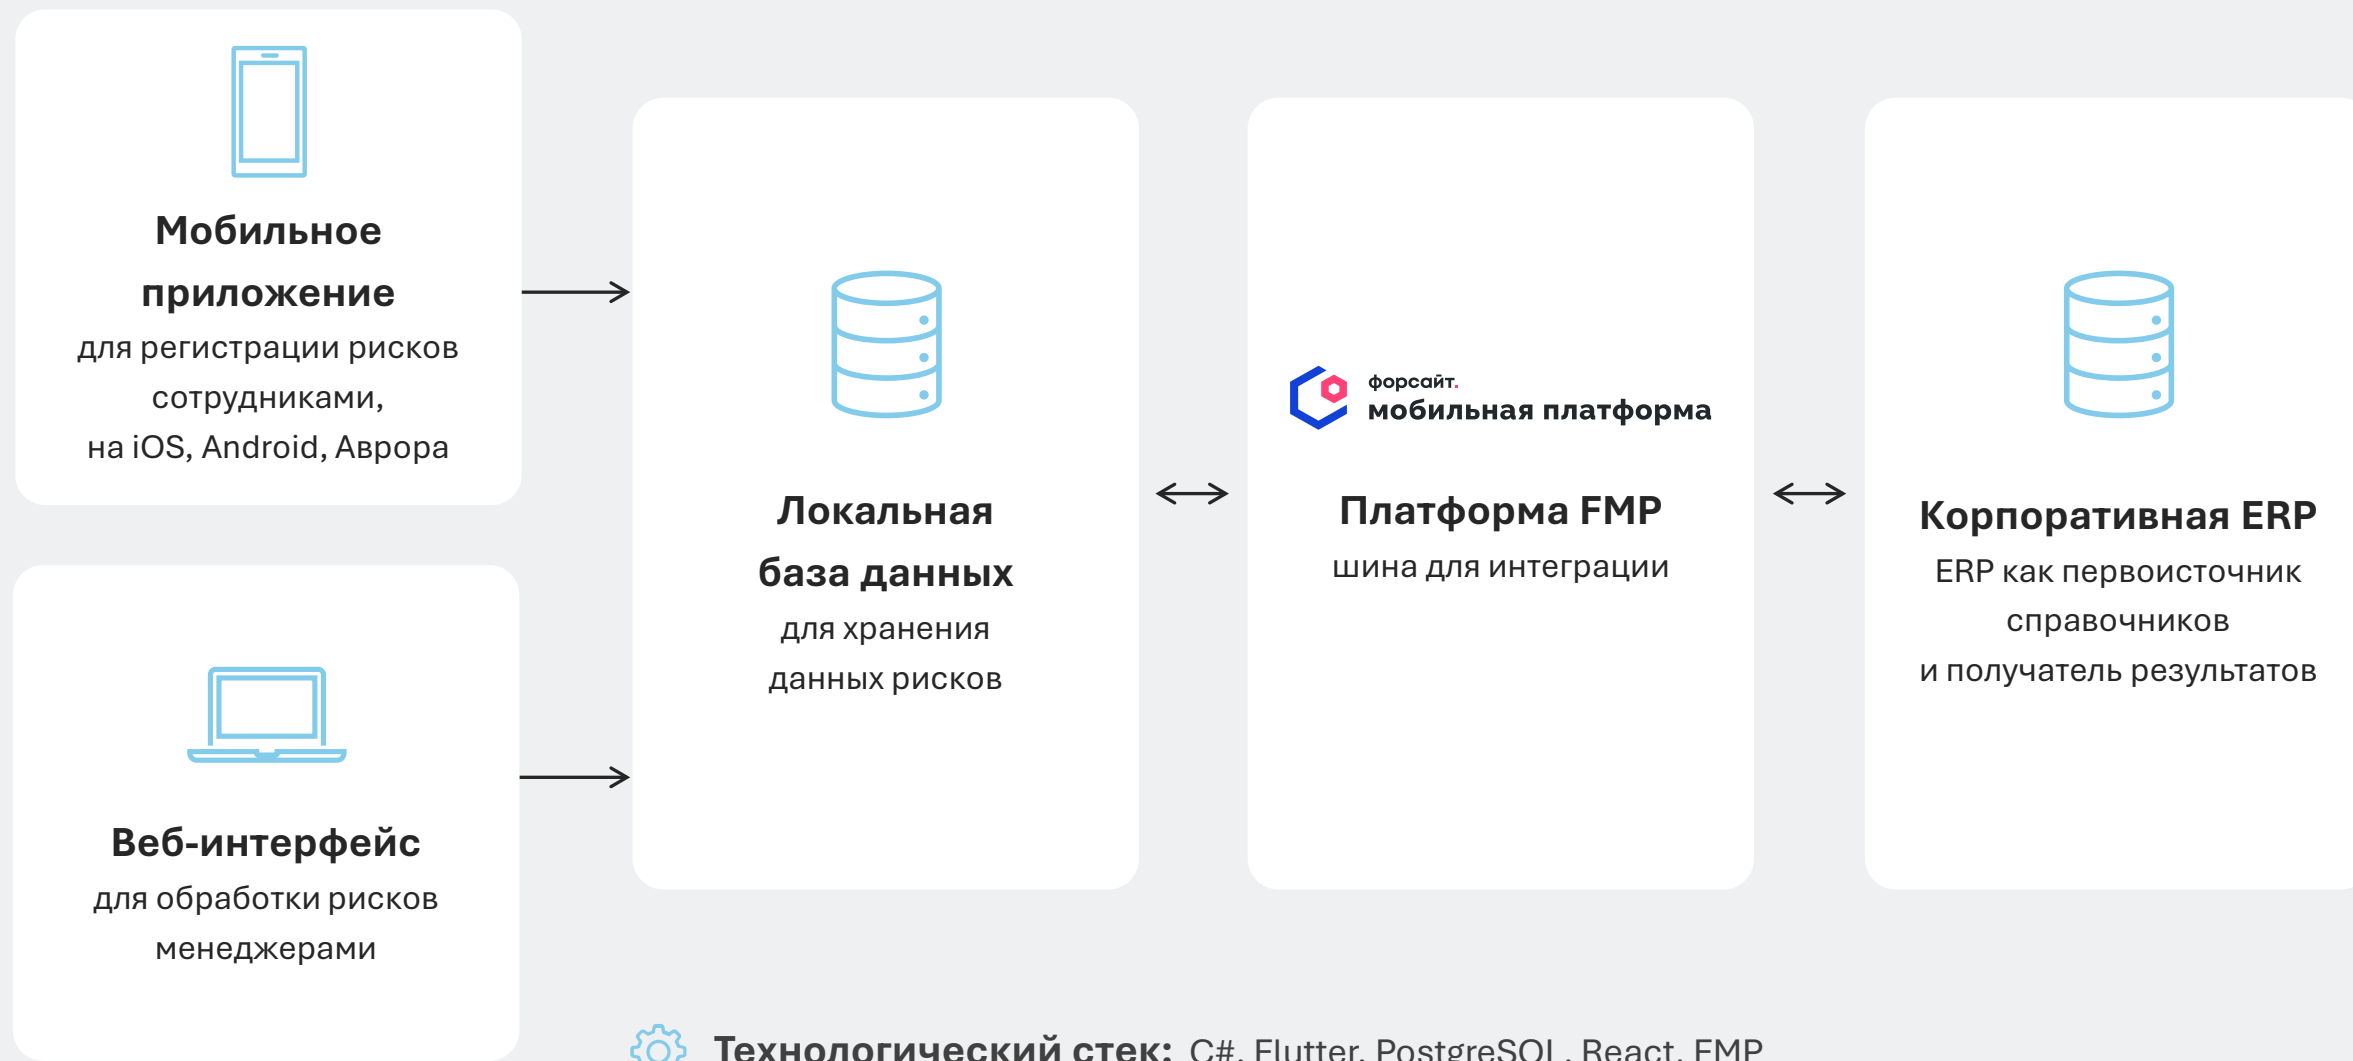 Мобильное
приложение
для регистрации рисков
сотрудниками,
на iOS, Android, Аврора
Веб-интерфейс
для обработки рисков
менеджерами
Локальная
база данных
для хранения
данных рисков
форсайт.
мобильная платформа
Платформа FMP
шина для интеграции
Корпоративная ERP
ERP как первоисточник
справочников
и получатель результатов
Технологический стек: C#, Flutter, PostgreSQL, React, FMP